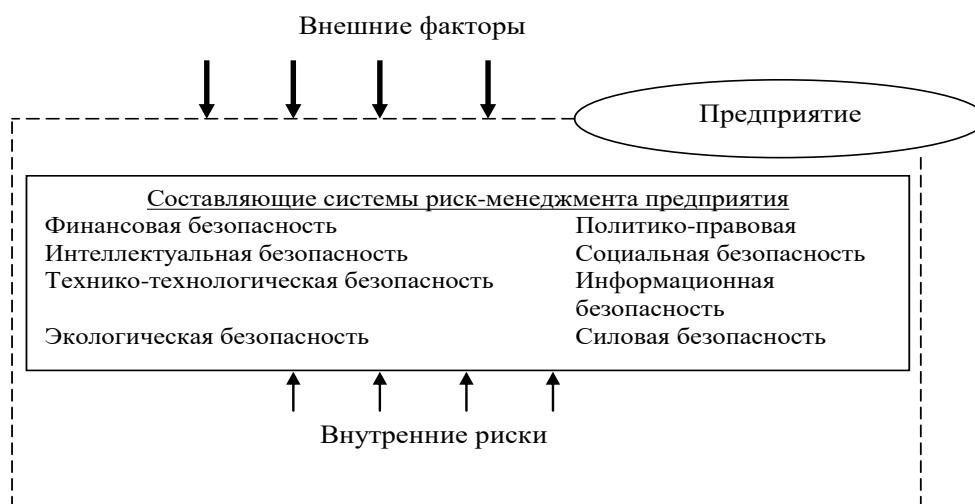 Внешние факторы
Предприятие
Составляющие системы риск-менеджмента предприятия
Финансовая безопасность Политико-правовая
Интеллектуальная безопасность Социальная безопасность
Технико-технологическая безопасность Информационная
безопасность
Экологическая безопасность Силовая безопасность
Внутренние риски